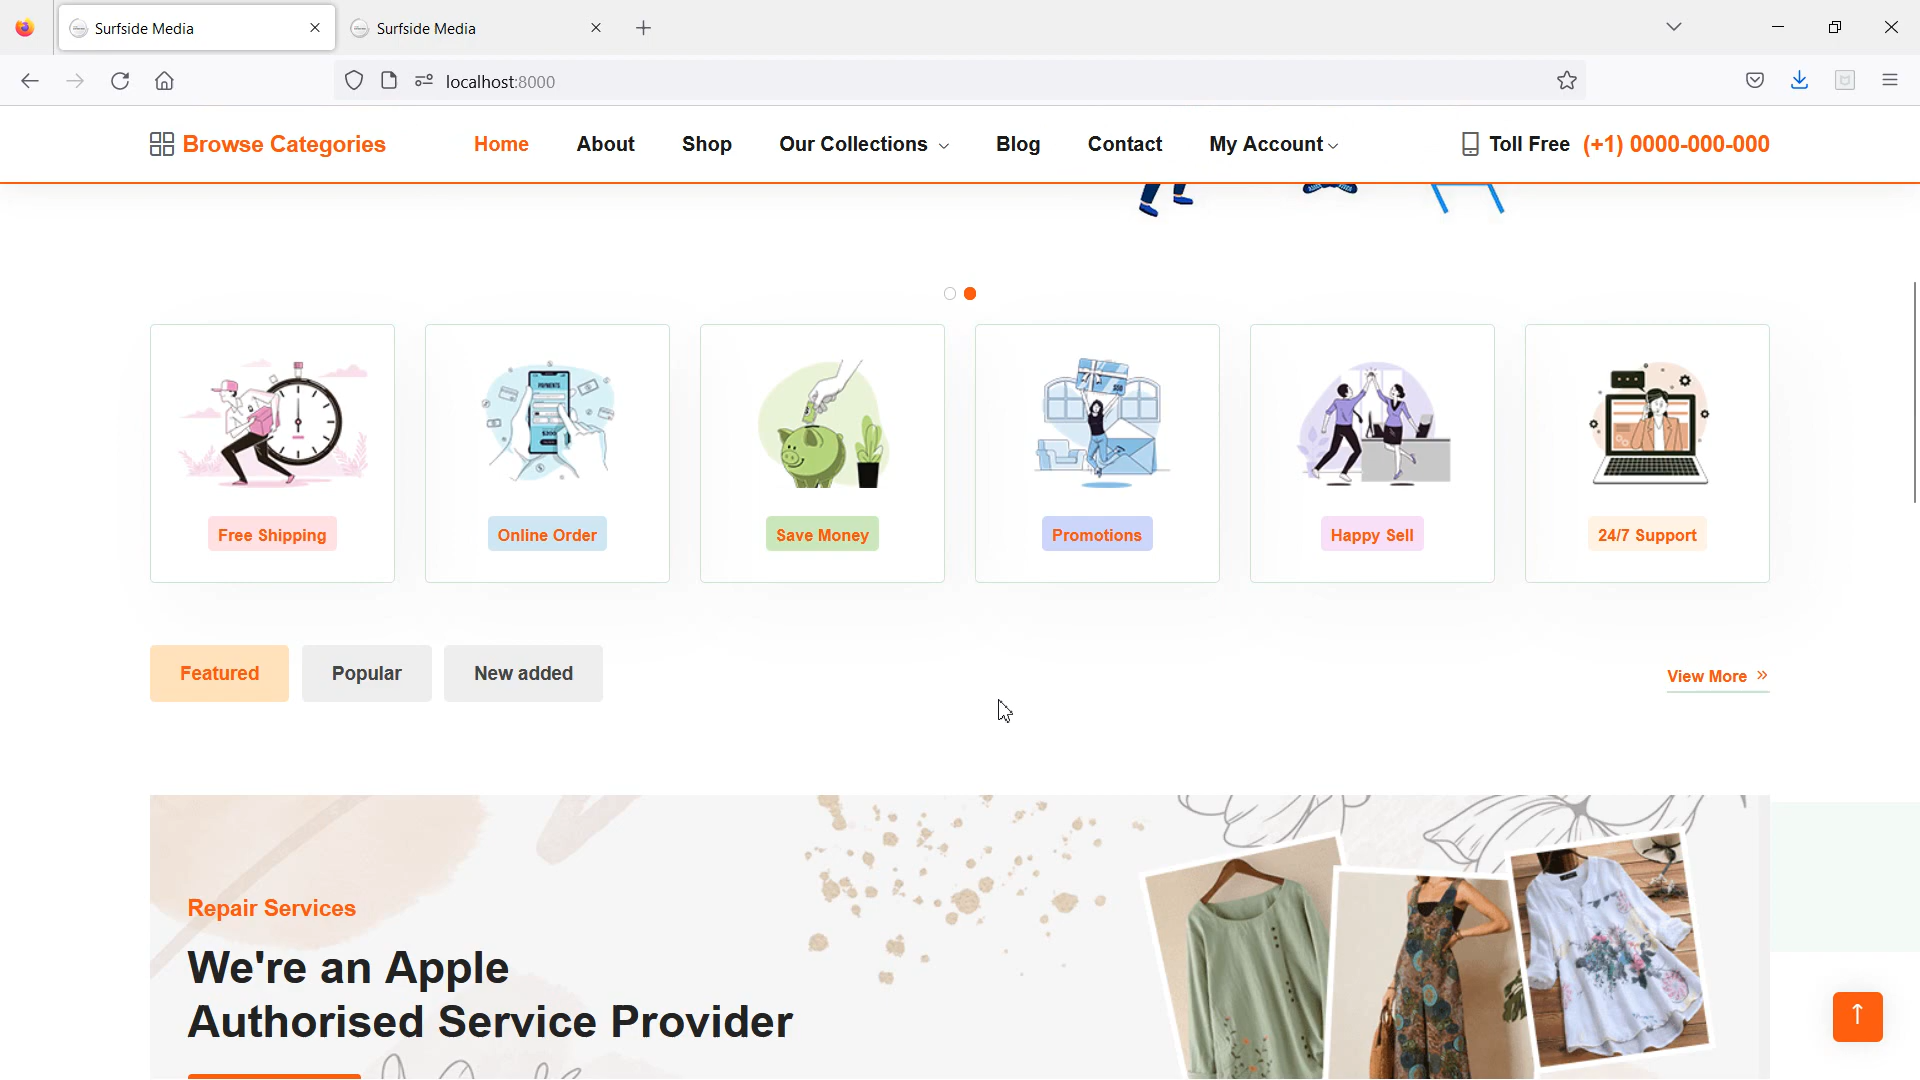 Surfside Media
Surfside Media
localhost:8000
Browse Categories
Home
About
Shop
Our Collections
Blog
Contact
My Account
Toll Free (+1) 0000-000-000
PAYMENTS
Free Shipping
Online Order
Save Money
Promotions
Happy Sell
24/7 Support
Featured
Popular
New added
View More
Repair Services
We're an Apple
Authorised Service Provider